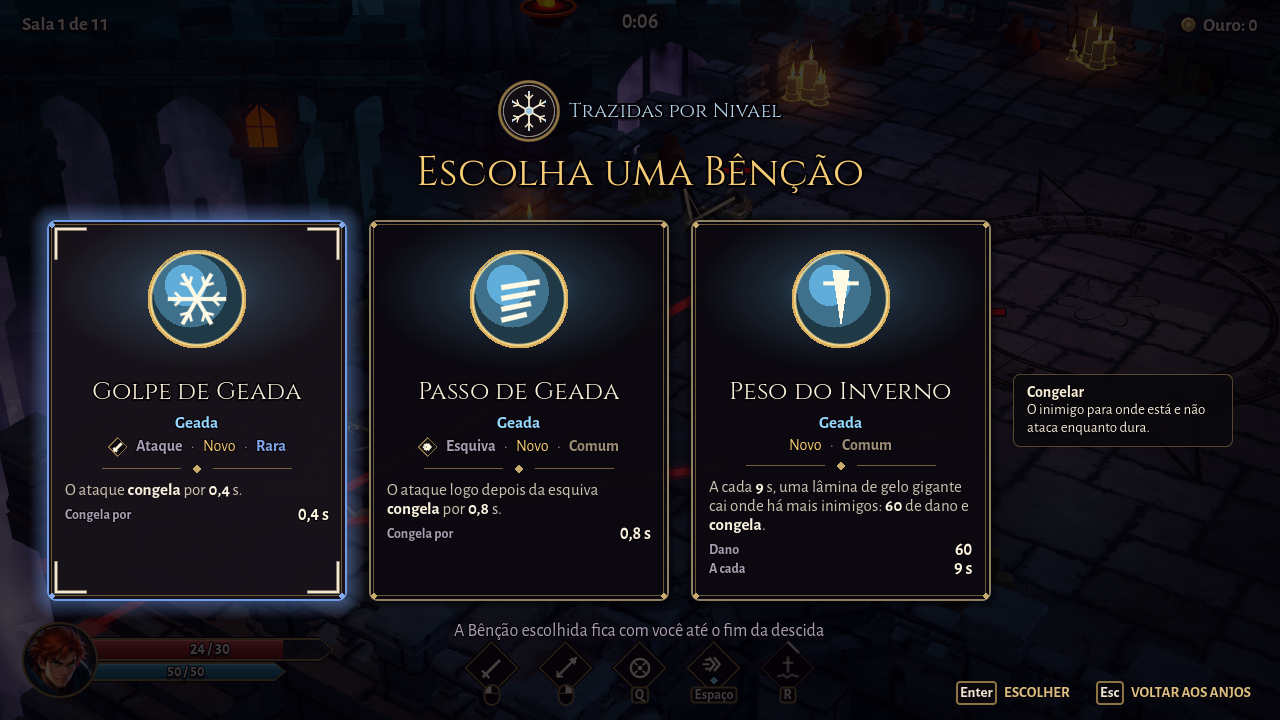 Sala 1 de 11
0:06
Ouro: 0
Trazidas por Nivael
Escolha uma Bênção
Golpe de Geada
Geada
Ataque · Novo · Rara
O ataque congela por 0,4 s.
Congela por 0,4 s
Passo de Geada
Geada
Esquiva · Novo · Comum
O ataque logo depois da esquiva
congela por 0,8 s.
Congela por 0,8 s
Peso do Inverno
Geada
Novo · Comum
A cada 9 s, uma lâmina de gelo gigante
cai onde há mais inimigos: 60 de dano e
congela.
Dano 60
A cada 9 s
Congelar
O inimigo para onde está e não
ataca enquanto dura.
A Bênção escolhida fica com você até o fim da descida
24 / 30
50 / 50
Q
Espaço
R
Enter ESCOLHER
Esc VOLTAR AOS ANJOS